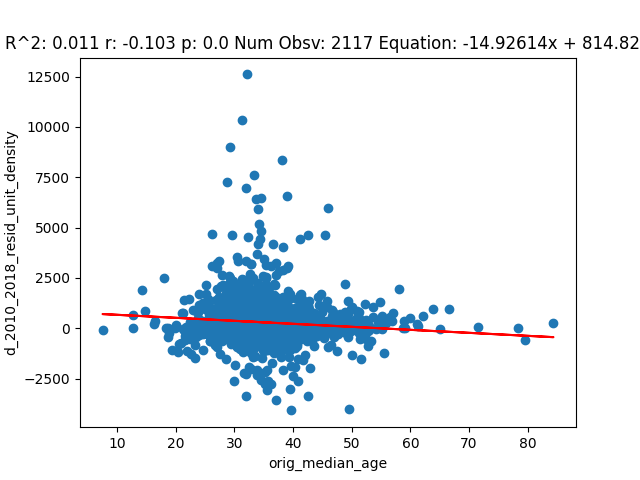 R^2: 0.011 r: -0.103 p: 0.0 Num Obsv: 2117 Equation: -14.92614x + 814.82
12500
10000
7500
5000
2500
0
−2500
d_2010_2018_resid_unit_density
10 20 30 40 50 60 70 80
orig_median_age